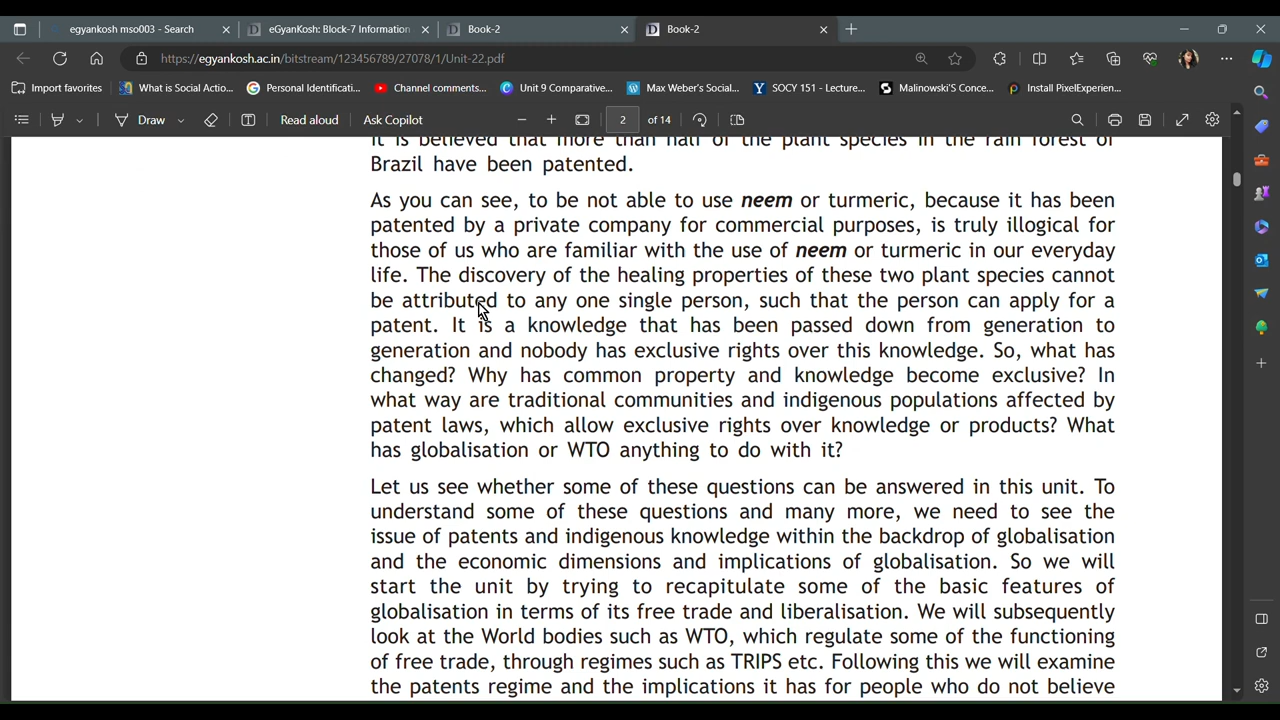 egyankosh mso003 - Search
eGyanKosh: Block-7 Information
Book-2
Book-2
https://egyankosh.ac.in/bitstream/123456789/27078/1/Unit-22.pdf
Import favorites
What is Social Actio...
Personal Identificati...
Channel comments...
Unit 9 Comparative...
Max Weber's Social...
SOCY 151 - Lecture...
Malinowski'S Conce...
Install PixelExperien...
Draw
Read aloud
Ask Copilot
2 of 14
It is believed that more than half of the plant species in the rain forest of
Brazil have been patented.
As you can see, to be not able to use neem or turmeric, because it has been
patented by a private company for commercial purposes, is truly illogical for
those of us who are familiar with the use of neem or turmeric in our everyday
life. The discovery of the healing properties of these two plant species cannot
be attributed to any one single person, such that the person can apply for a
patent. It is a knowledge that has been passed down from generation to
generation and nobody has exclusive rights over this knowledge. So, what has
changed? Why has common property and knowledge become exclusive? In
what way are traditional communities and indigenous populations affected by
patent laws, which allow exclusive rights over knowledge or products? What
has globalisation or WTO anything to do with it?
Let us see whether some of these questions can be answered in this unit. To
understand some of these questions and many more, we need to see the
issue of patents and indigenous knowledge within the backdrop of globalisation
and the economic dimensions and implications of globalisation. So we will
start the unit by trying to recapitulate some of the basic features of
globalisation in terms of its free trade and liberalisation. We will subsequently
look at the World bodies such as WTO, which regulate some of the functioning
of free trade, through regimes such as TRIPS etc. Following this we will examine
the patents regime and the implications it has for people who do not believe